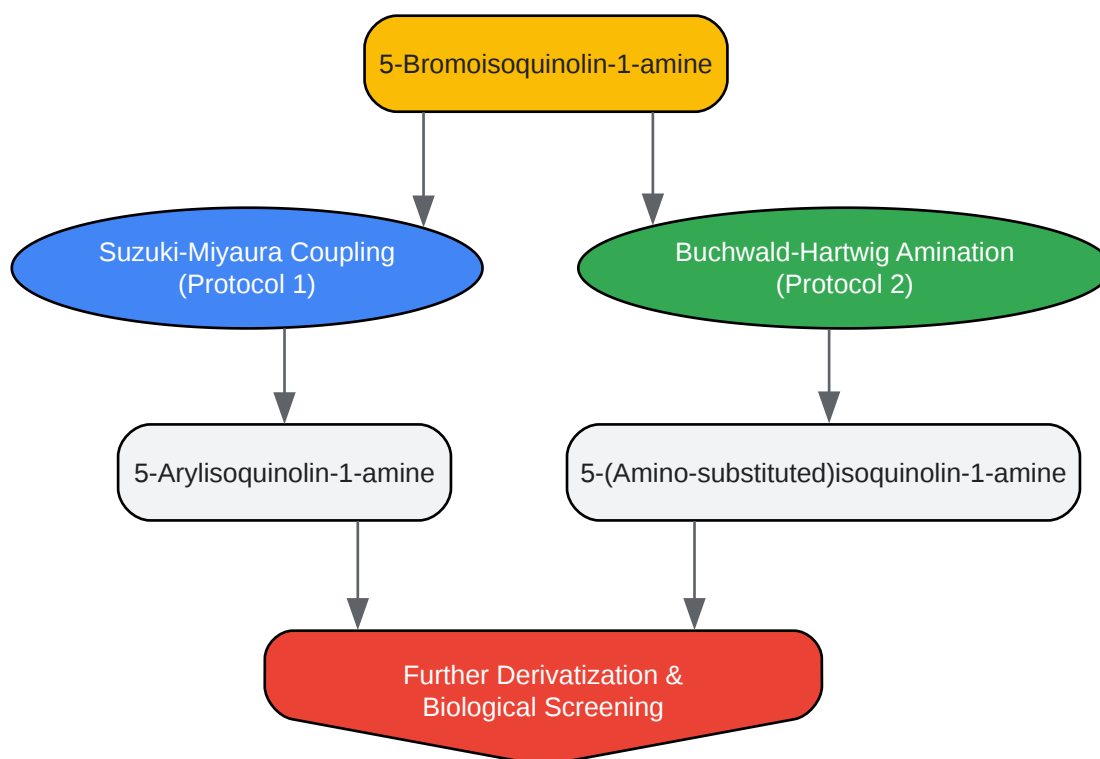 5-Bromoisoquinolin-1-amine
Suzuki-Miyaura Coupling
(Protocol 1)
Buchwald-Hartwig Amination
(Protocol 2)
5-Arylisoquinolin-1-amine
5-(Amino-substituted)isoquinolin-1-amine
Further Derivatization &
Biological Screening